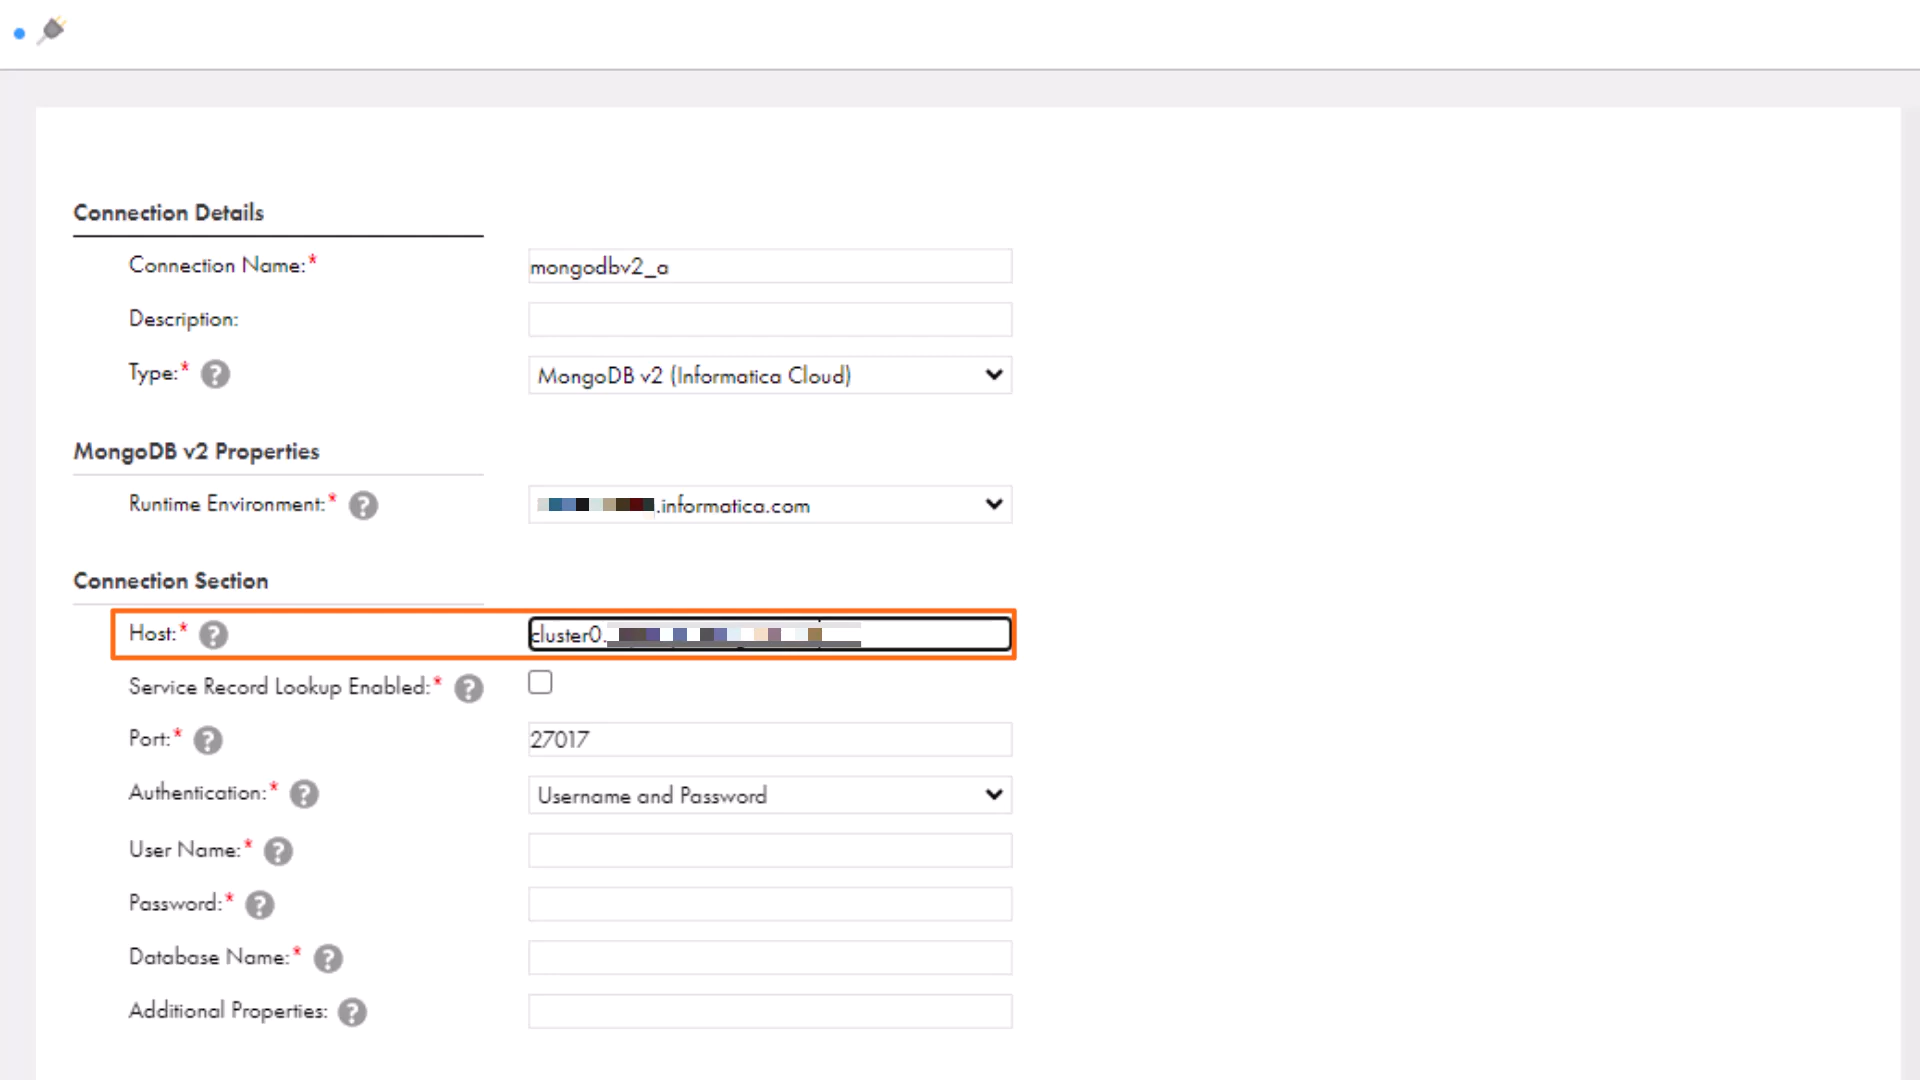 Connection Details
Connection Name:* mongodbv2_a
Description:
Type:* ? MongoDB v2 (Informatica Cloud)
MongoDB v2 Properties
Runtime Environment:* ? .informatica.com
Connection Section
Host:* ? cluster0.
Service Record Lookup Enabled:* ?
Port:* ? 27017
Authentication:* ? Username and Password
User Name:* ?
Password:* ?
Database Name:* ?
Additional Properties: ?